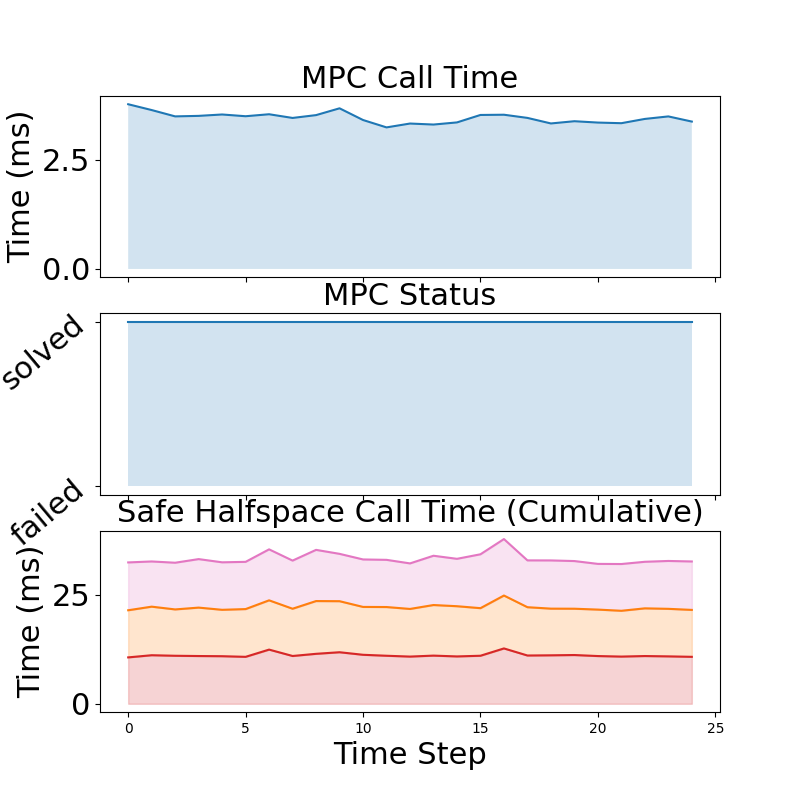 MPC Call Time
Time (ms)
2.5
0.0
MPC Status
solved
failed
Safe Halfspace Call Time (Cumulative)
Time (ms)
25
0
0 5 10 15 20 25
Time Step